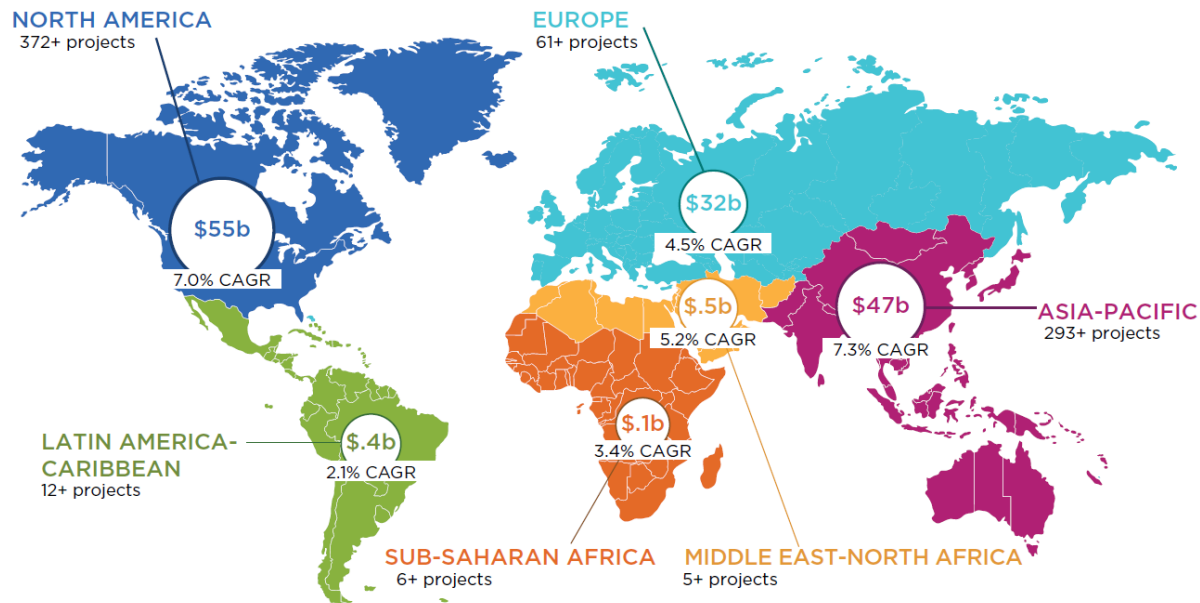 NORTH AMERICA
372+ projects
$55b
7.0% CAGR
EUROPE
61+ projects
$32b
4.5% CAGR
$.5b
5.2% CAGR
$47b
7.3% CAGR
ASIA-PACIFIC
293+ projects
LATIN AMERICA-
CARIBBEAN
12+ projects
$.4b
2.1% CAGR
$.1b
3.4% CAGR
SUB-SAHARAN AFRICA
6+ projects
MIDDLE EAST-NORTH AFRICA
5+ projects